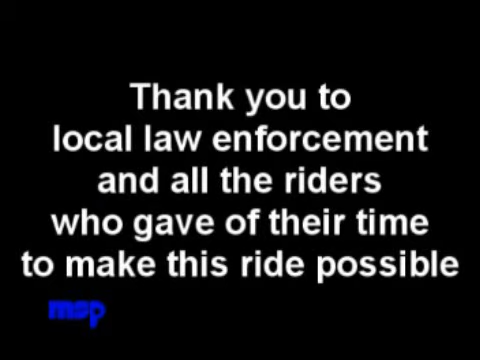 Thank you to
local law enforcement
and all the riders
who gave of their time
to make this ride possible
msp